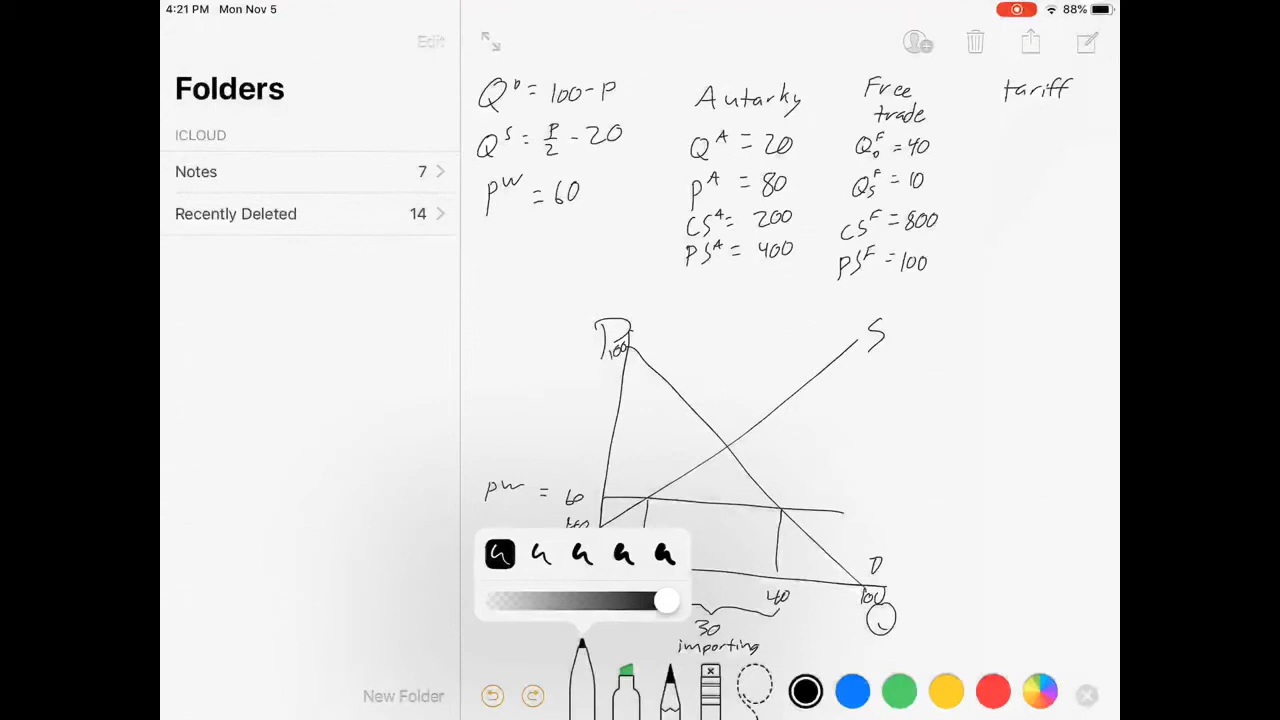 4:21 PM Mon Nov 5
88%
Edit
Folders
ICLOUD
Notes 7
Recently Deleted 14
New Folder
Q^D = 100-P
Q^S = P/2 - 20
P^W = 60
Autarky
Q^A = 20
P^A = 80
CS^A = 200
PS^A = 400
Free
trade
Q_D^F = 40
Q_S^F = 10
CS^F = 800
PS^F = 100
tariff
P
100
S
P^W = 60
D
40
100
30
importing